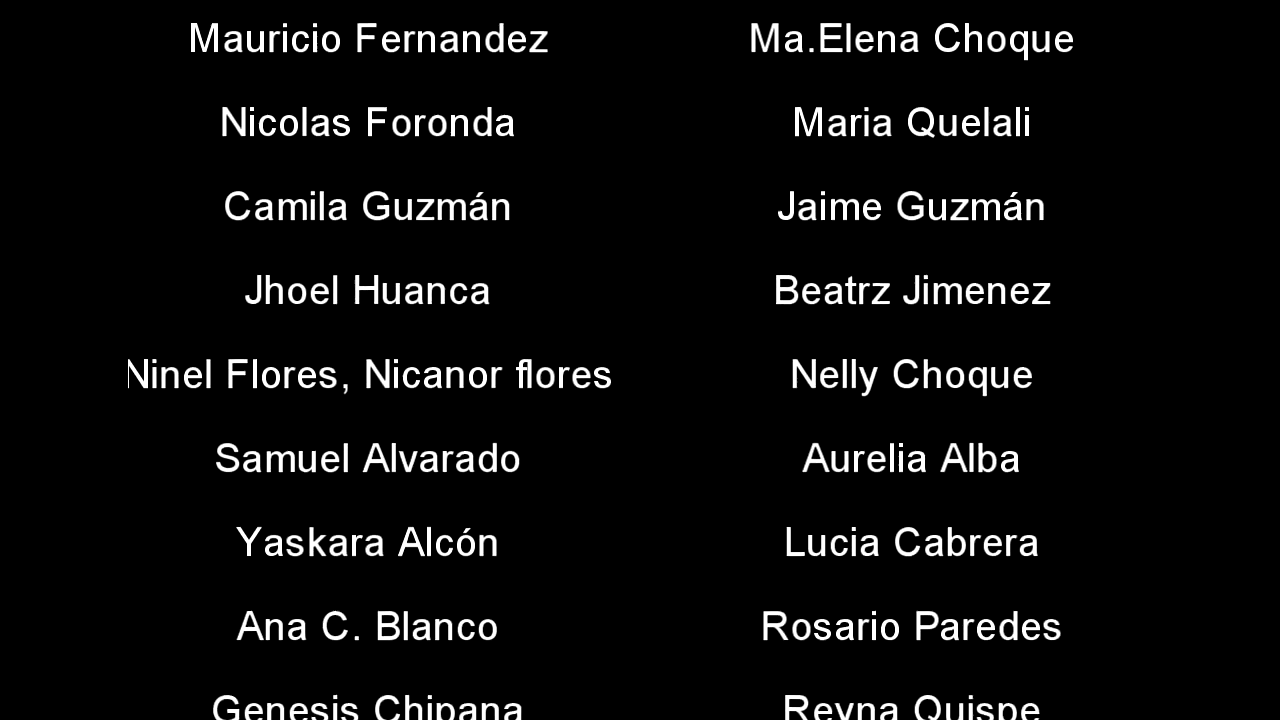 Mauricio Fernandez
Ma.Elena Choque
Nicolas Foronda
Maria Quelali
Camila Guzmán
Jaime Guzmán
Jhoel Huanca
Beatrz Jimenez
Ninel Flores, Nicanor flores
Nelly Choque
Samuel Alvarado
Aurelia Alba
Yaskara Alcón
Lucia Cabrera
Ana C. Blanco
Rosario Paredes
Genesis Chipana
Reyna Quispe